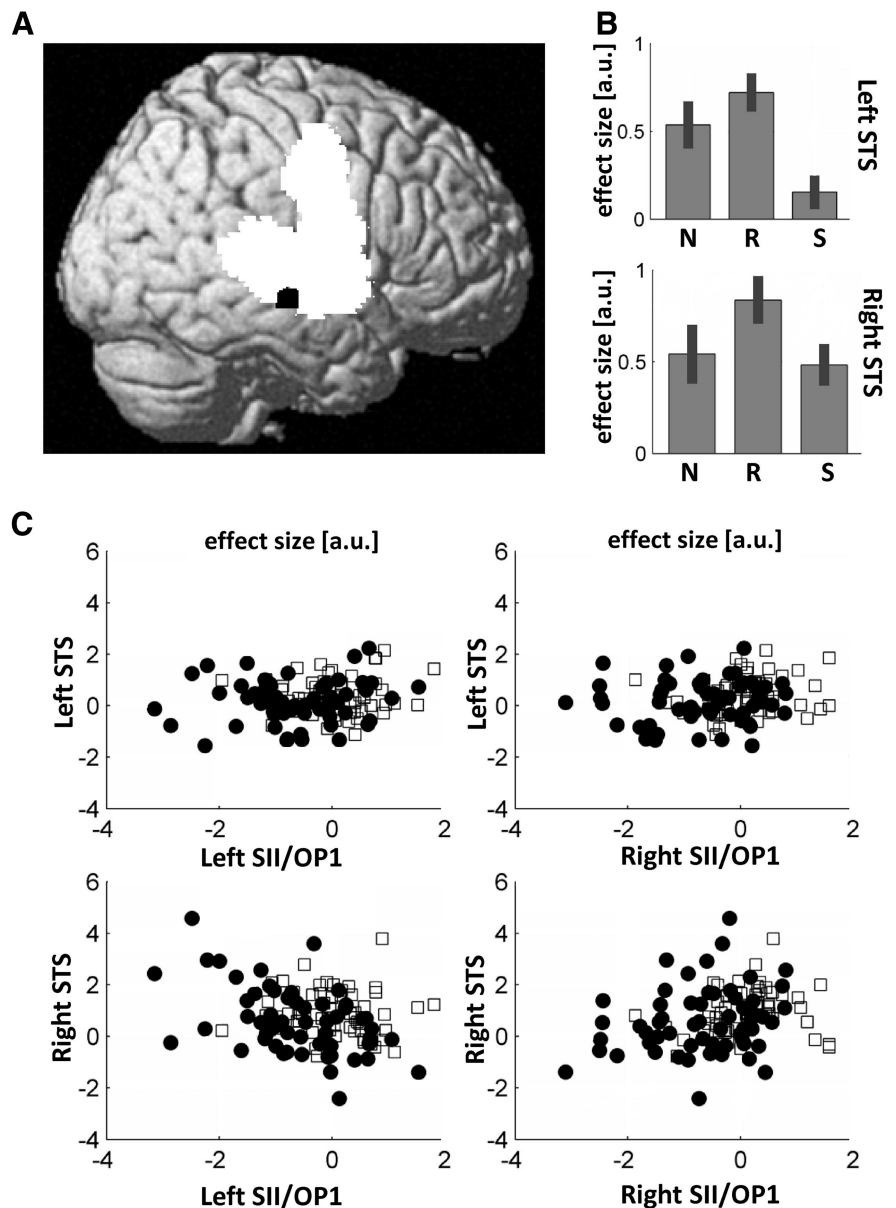 A
B
1
0.5
0
effect size [a.u.]
N R S
Left STS
1
0.5
0
effect size [a.u.]
N R S
Right STS
C
effect size [a.u.]
6
4
2
0
-2
-4
Left STS
-4 -2 0 2
Left SII/OP1
effect size [a.u.]
6
4
2
0
-2
-4
Left STS
-4 -2 0 2
Right SII/OP1
6
4
2
0
-2
-4
Right STS
-4 -2 0 2
Left SII/OP1
6
4
2
0
-2
-4
Right STS
-4 -2 0 2
Right SII/OP1